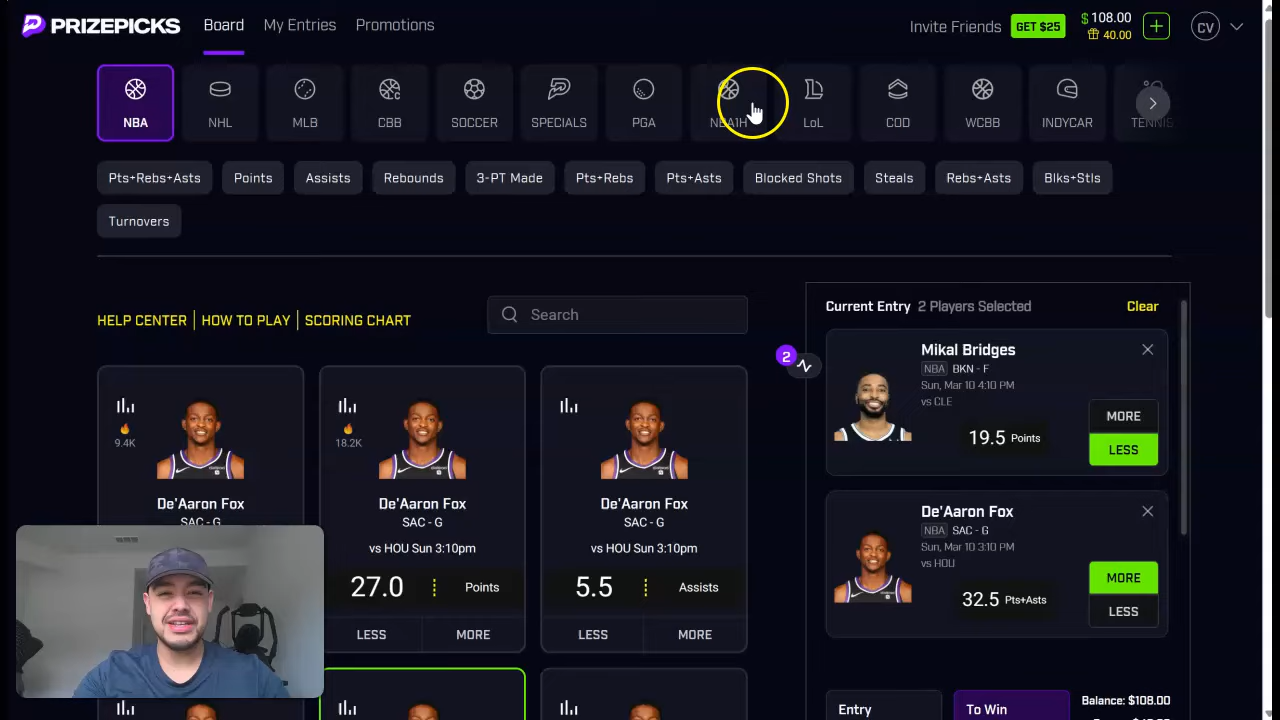 PRIZEPICKS
Board
My Entries
Promotions
Invite Friends
GET $25
$108.00
40.00
CV
NBA
NHL
MLB
CBB
SOCCER
SPECIALS
PGA
NBA1H
LoL
COD
WCBB
INDYCAR
TENNIS
Pts+Rebs+Asts
Points
Assists
Rebounds
3-PT Made
Pts+Rebs
Pts+Asts
Blocked Shots
Steals
Rebs+Asts
Blks+Stls
Turnovers
HELP CENTER | HOW TO PLAY | SCORING CHART
Search
9.4K
De'Aaron Fox
SAC - G
18.2K
De'Aaron Fox
SAC - G
vs HOU Sun 3:10pm
27.0 Points
LESS MORE
De'Aaron Fox
SAC - G
vs HOU Sun 3:10pm
5.5 Assists
LESS MORE
2
Current Entry 2 Players Selected Clear
Mikal Bridges
NBA BKN - F
Sun, Mar 10 4:10 PM
vs CLE
19.5 Points
MORE
LESS
De'Aaron Fox
NBA SAC - G
Sun, Mar 10 3:10 PM
vs HOU
32.5 Pts+Asts
MORE
LESS
Entry
To Win
Balance: $108.00